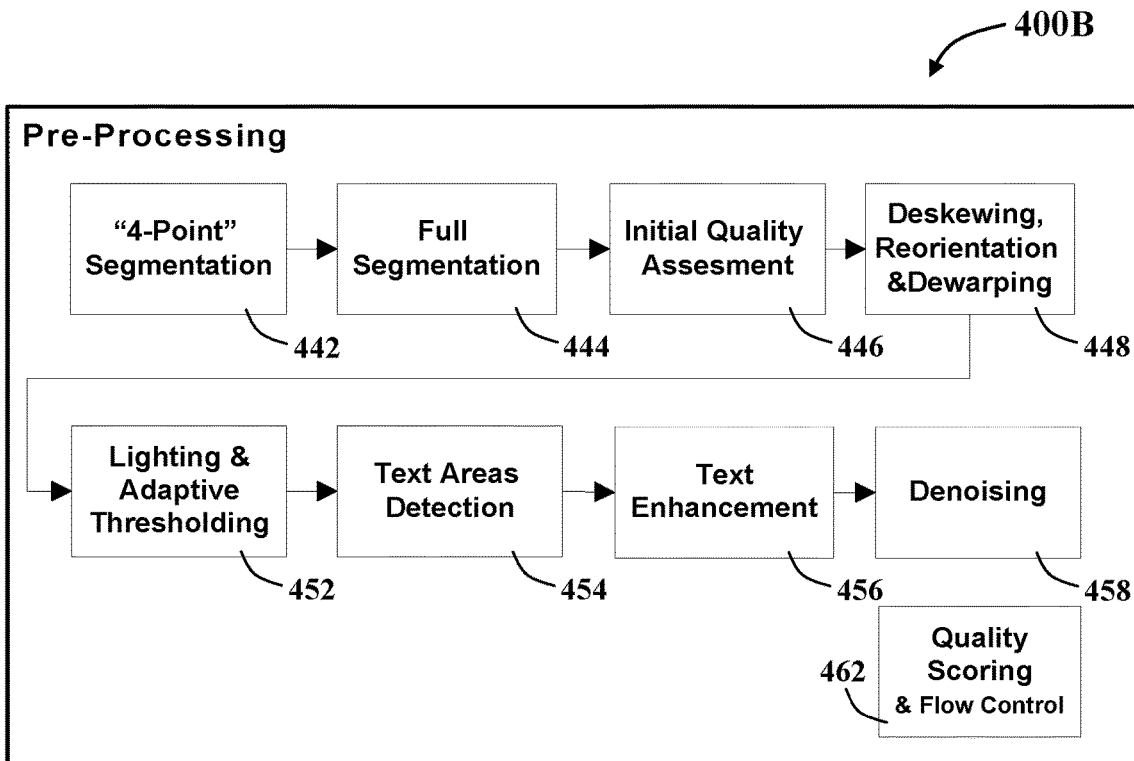 400B
Pre-Processing
“4-Point”
Segmentation
442
Full
Segmentation
444
Initial Quality
Assesment
446
Deskewing,
Reorientation
&Dewarping
448
Lighting &
Adaptive
Thresholding
452
Text Areas
Detection
454
Text
Enhancement
456
Denoising
458
Quality
Scoring
& Flow Control
462